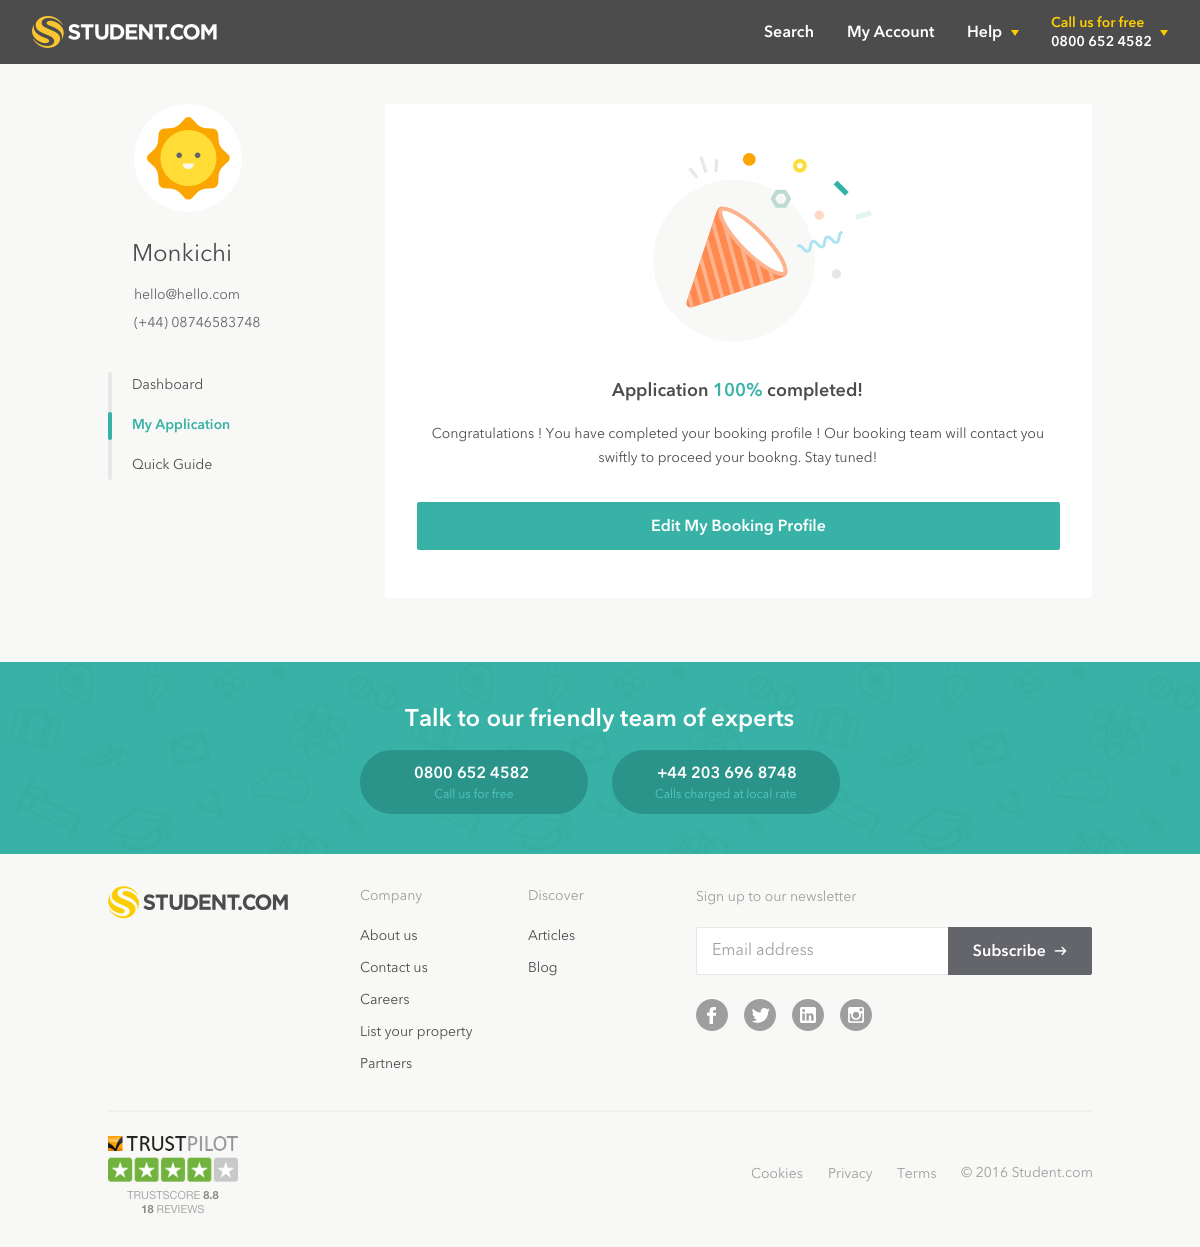 STUDENT.COM
Search
My Account
Help
Call us for free
0800 652 4582
Monkichi
hello@hello.com
(+44) 08746583748
Dashboard
My Application
Quick Guide
Application 100% completed!
Congratulations ! You have completed your booking profile ! Our booking team will contact you
swiftly to proceed your bookng. Stay tuned!
Edit My Booking Profile
Talk to our friendly team of experts
0800 652 4582
Call us for free
+44 203 696 8748
Calls charged at local rate
STUDENT.COM
Company
About us
Contact us
Careers
List your property
Partners
Discover
Articles
Blog
Sign up to our newsletter
Email address
Subscribe →
TRUSTPILOT
TRUSTSCORE 8.8
18 REVIEWS
Cookies
Privacy
Terms
© 2016 Student.com